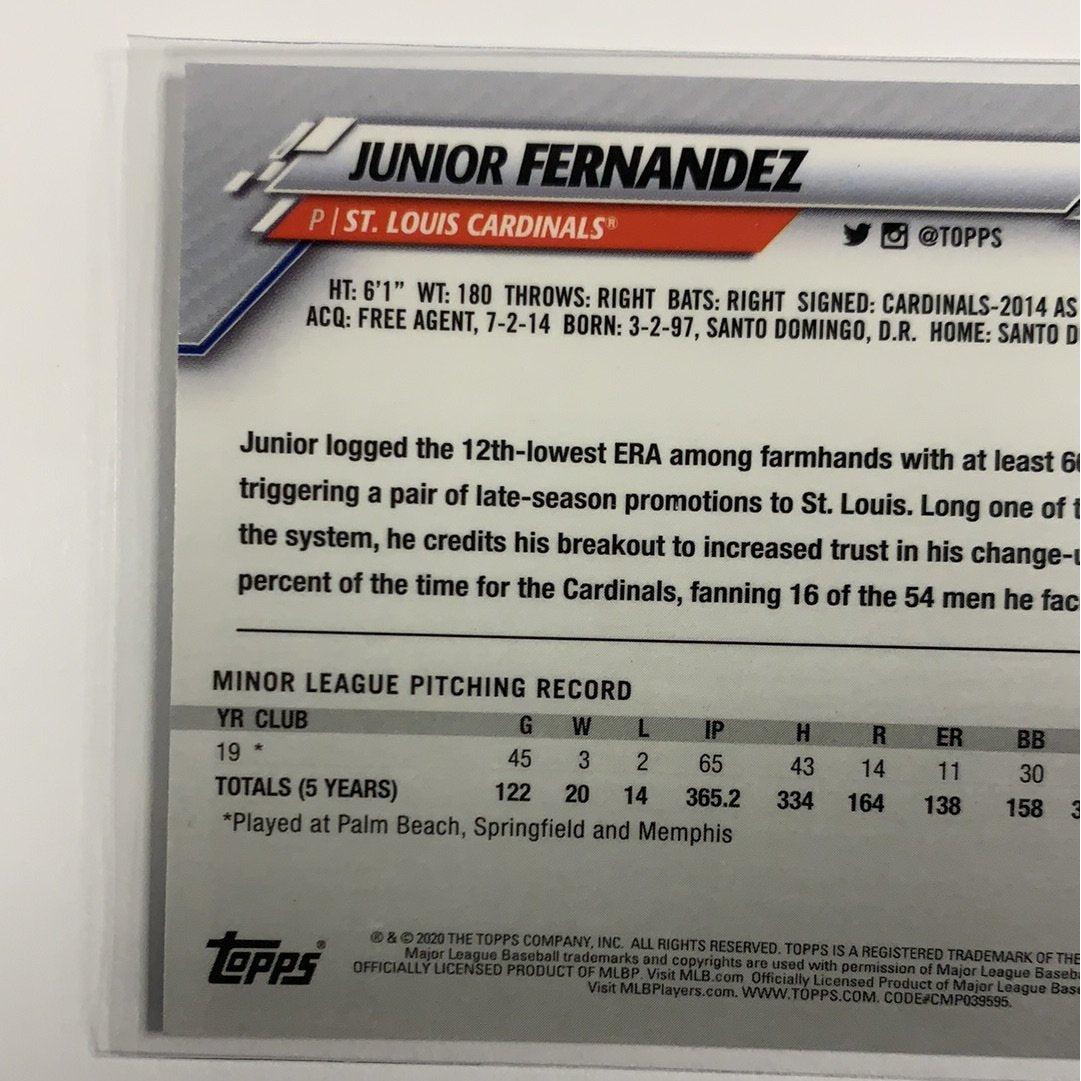 JUNIOR FERNANDEZ
P | ST. LOUIS CARDINALS®
@TOPPS
HT: 6'1" WT: 180 THROWS: RIGHT BATS: RIGHT SIGNED: CARDINALS-2014 AS
ACQ: FREE AGENT, 7-2-14 BORN: 3-2-97, SANTO DOMINGO, D.R. HOME: SANTO
Junior logged the 12th-lowest ERA among farmhands with at least
triggering a pair of late-season promotions to St. Louis. Long one of
the system, he credits his breakout to increased trust in his
percent of the time for the Cardinals, fanning 16 of the 54 men he
MINOR LEAGUE PITCHING RECORD
YR CLUB G W L IP H R ER BB
19 * 45 3 2 65 43 14 11 30
TOTALS (5 YEARS) 122 20 14 365.2 334 164 138 158
*Played at Palm Beach, Springfield and Memphis
Topps®
® & © 2020 THE TOPPS COMPANY, INC. ALL RIGHTS RESERVED. TOPPS IS A REGISTERED TRADEMARK OF THE
Major League Baseball trademarks and copyrights are used with permission of Major League
OFFICIALLY LICENSED PRODUCT OF MLBP. Visit MLB.com Officially Licensed Product of Major League
Visit MLBPlayers.com. WWW.TOPPS.COM. CODE#CMP039595.